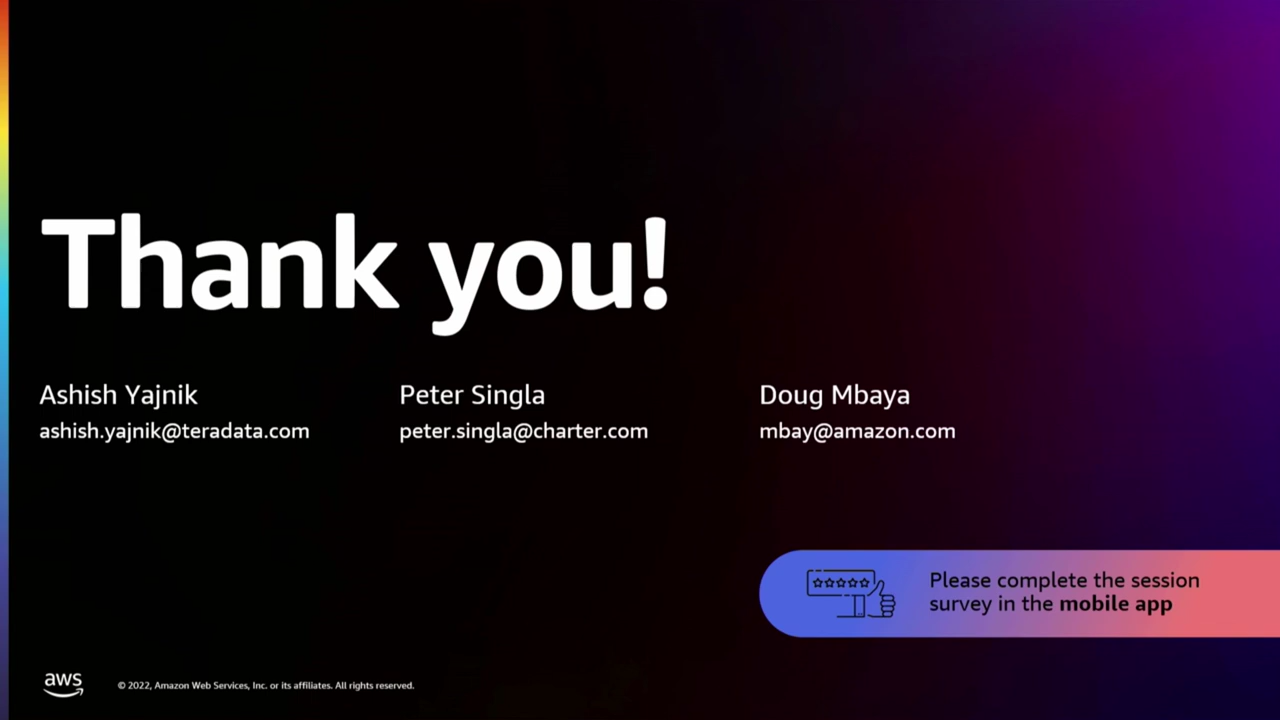 Thank you!
Ashish Yajnik
ashish.yajnik@teradata.com
Peter Singla
peter.singla@charter.com
Doug Mbaya
mbay@amazon.com
Please complete the session
survey in the mobile app
aws
© 2022, Amazon Web Services, Inc. or its affiliates. All rights reserved.